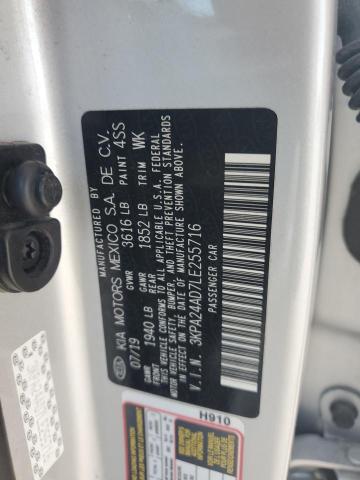 KIA
MANUFACTURED BY
KIA MOTORS MEXICO S.A. DE C.V.
07/19 GVWR 3616 LB PAINT 4SS
GAWR FRONT 1940 LB GAWR REAR 1852 LB TRIM WK
THIS VEHICLE CONFORMS TO ALL APPLICABLE U.S.A. FEDERAL
MOTOR VEHICLE SAFETY, BUMPER, AND THEFT PREVENTION STANDARDS
IN EFFECT ON THE DATE OF MANUFACTURE SHOWN ABOVE.
V.I.N. 3KPA24AD7LE255716
PASSENGER CAR
H910